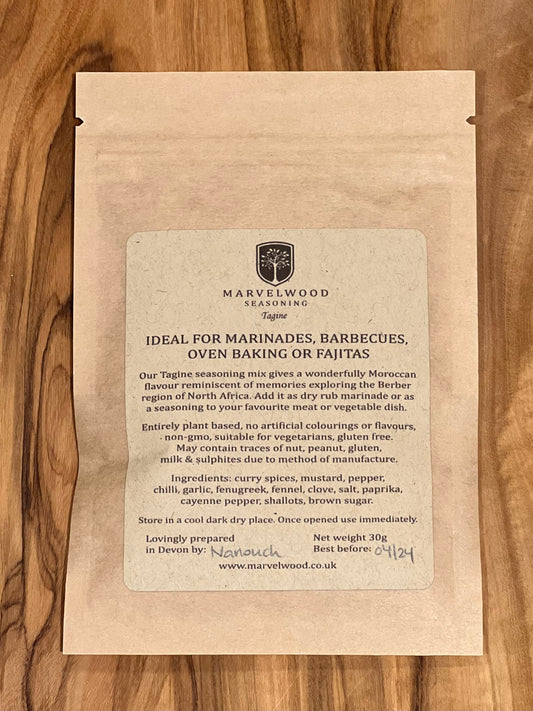 MARVELWOOD
SEASONING
Tagine
IDEAL FOR MARINADES, BARBECUES,
OVEN BAKING OR FAJITAS
Our Tagine seasoning mix gives a wonderfully Moroccan
flavour reminiscent of memories exploring the Berber
region of North Africa. Add it as dry rub marinade or as
a seasoning to your favourite meat or vegetable dish.
Entirely plant based, no artificial colourings or flavours,
non-gmo, suitable for vegetarians, gluten free.
May contain traces of nut, peanut, gluten,
milk & sulphites due to method of manufacture.
Ingredients: curry spices, mustard, pepper,
chilli, garlic, fenugreek, fennel, clove, salt, paprika,
cayenne pepper, shallots, brown sugar.
Store in a cool dark dry place. Once opened use immediately.
Lovingly prepared
in Devon by: Nanouch
Net weight 30g
Best before: 04/24
www.marvelwood.co.uk